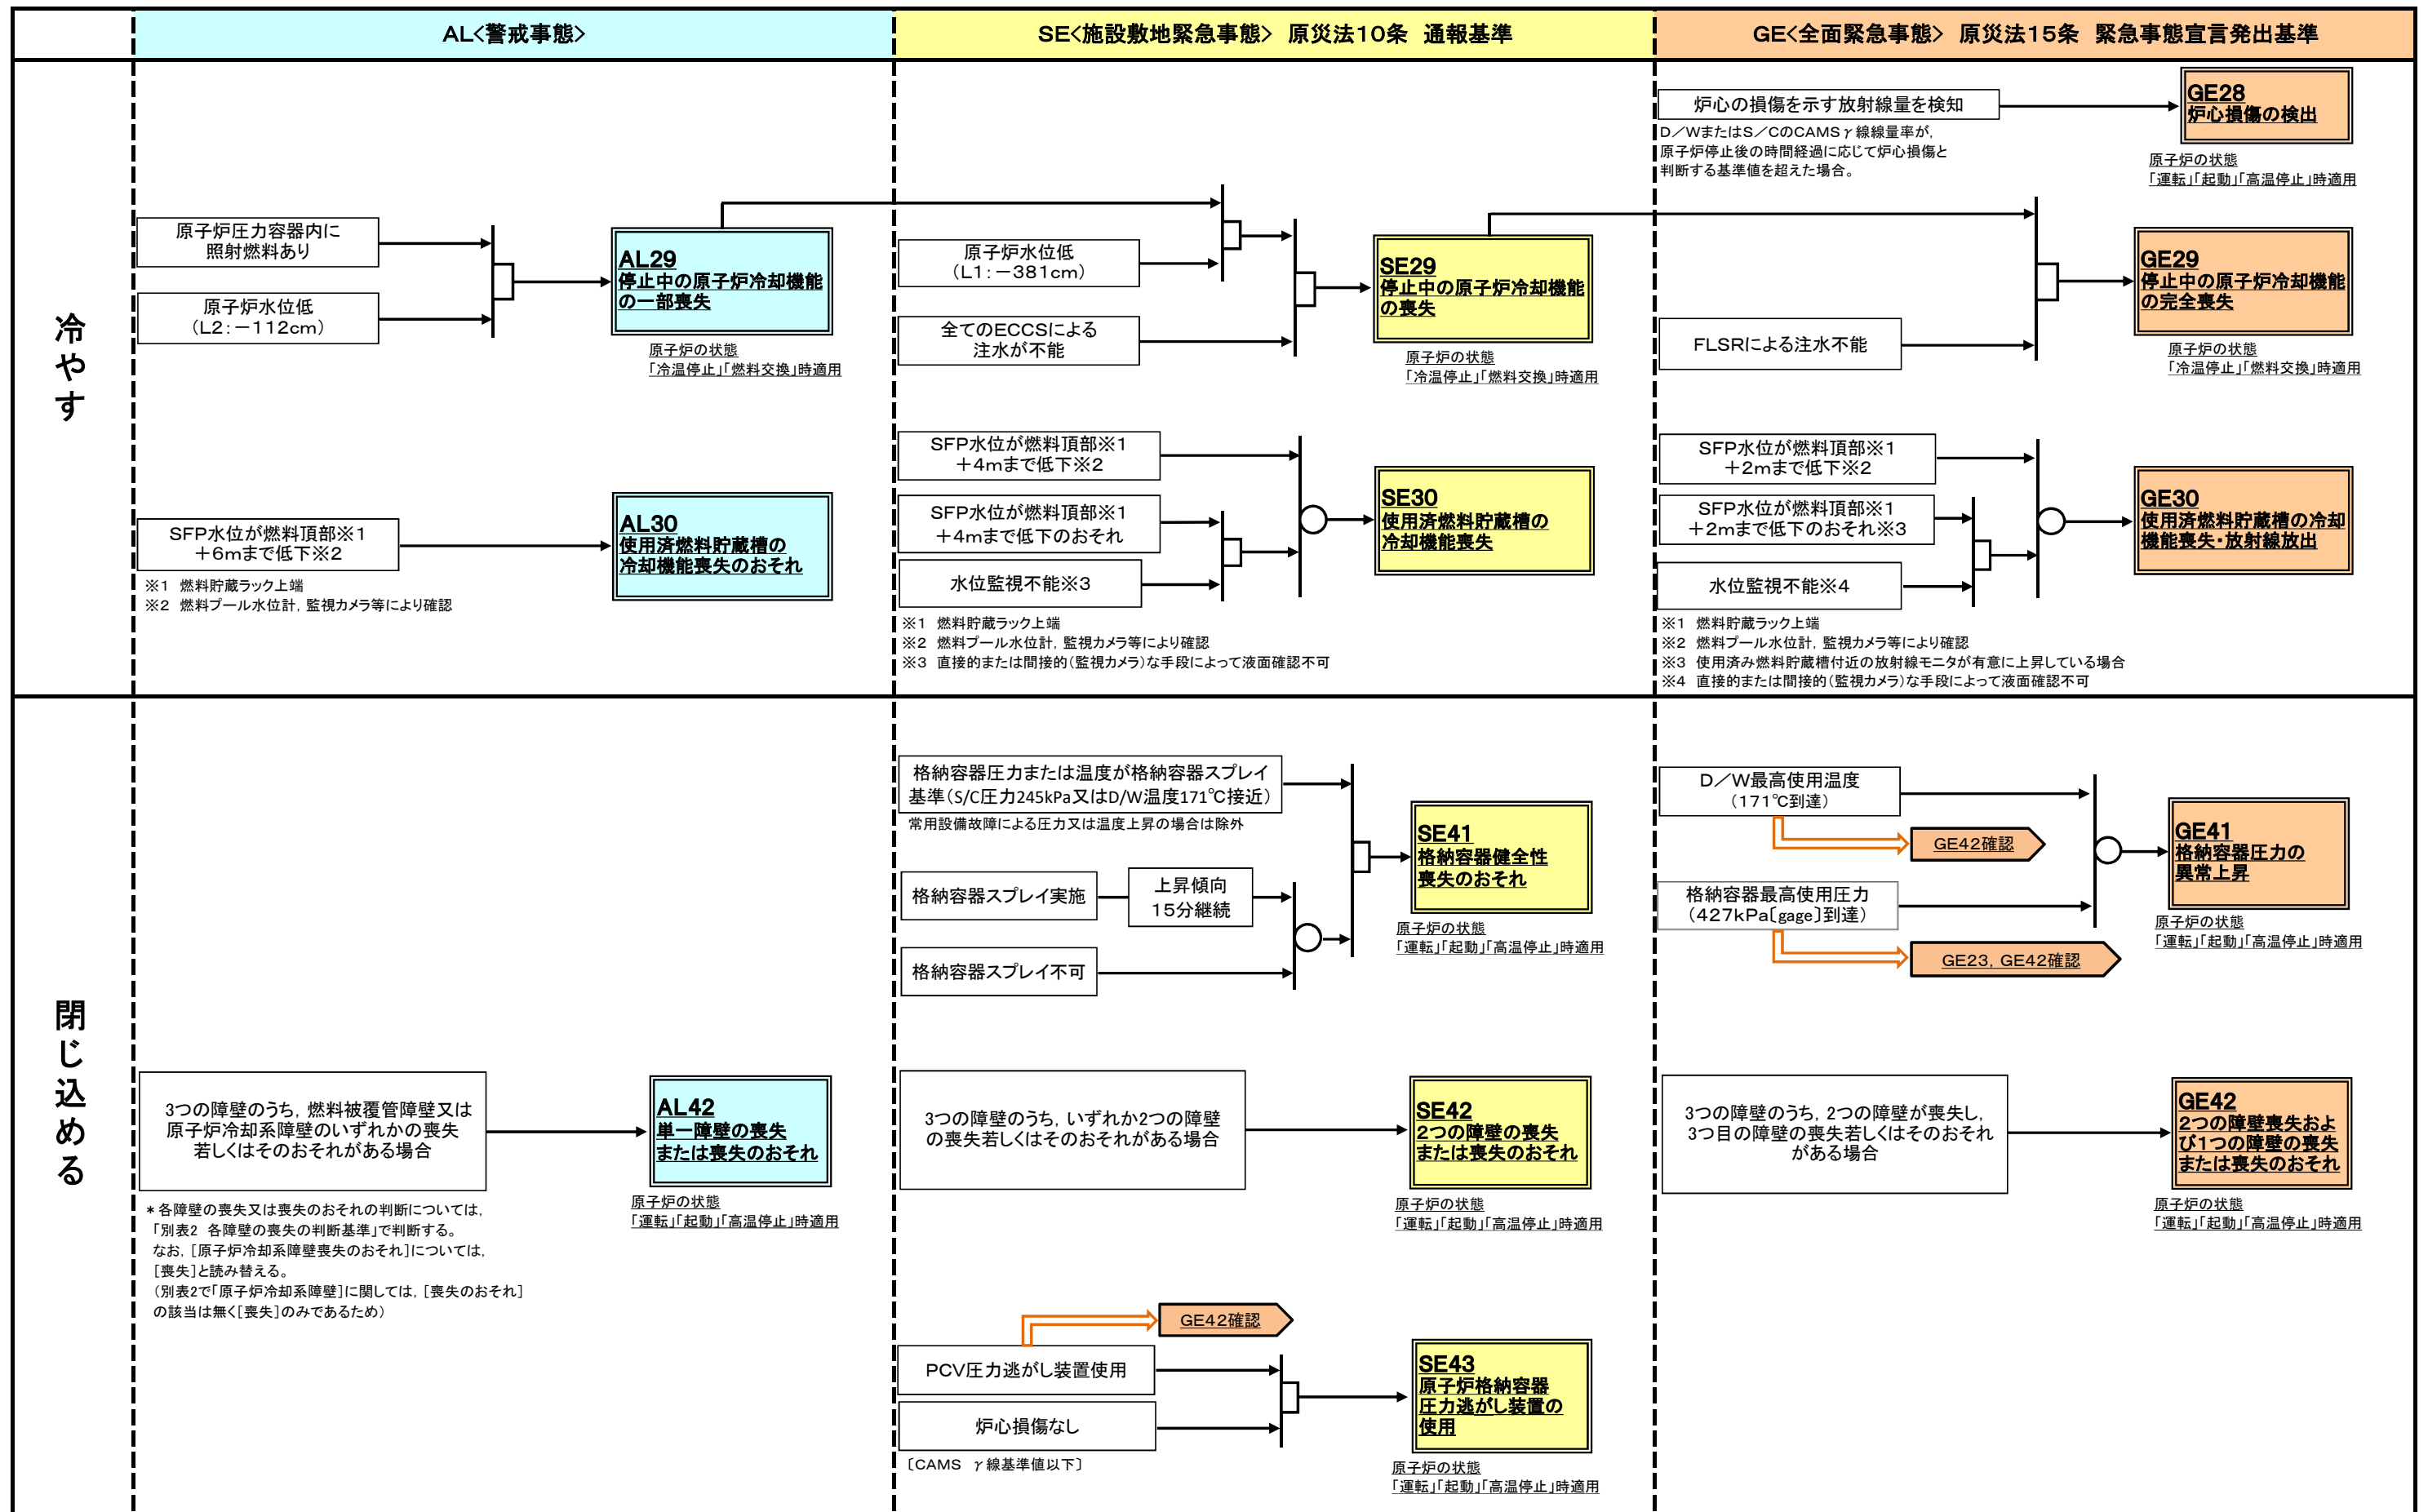 AL<警戒事態>
SE<施設敷地緊急事態> 原災法10条 通報基準
GE<全面緊急事態> 原災法15条 緊急事態宣言発出基準
冷やす
原子炉圧力容器内に
照射燃料あり
原子炉水位低
(L2:-112cm)
AL29
停止中の原子炉冷却機能
の一部喪失
原子炉の状態
「冷温停止」「燃料交換」時適用
SFP水位が燃料頂部※1
+6mまで低下※2
※1 燃料貯蔵ラック上端
※2 燃料プール水位計,監視カメラ等により確認
AL30
使用済燃料貯蔵槽の
冷却機能喪失のおそれ
原子炉水位低
(L1:-381cm)
全てのECCSによる
注水が不能
SE29
停止中の原子炉冷却機能
の喪失
原子炉の状態
「冷温停止」「燃料交換」時適用
SFP水位が燃料頂部※1
+4mまで低下※2
SFP水位が燃料頂部※1
+4mまで低下のおそれ
水位監視不能※3
※1 燃料貯蔵ラック上端
※2 燃料プール水位計,監視カメラ等により確認
※3 直接的または間接的(監視カメラ)な手段によって液面確認不可
SE30
使用済燃料貯蔵槽の
冷却機能喪失
炉心の損傷を示す放射線量を検知
D/WまたはS/CのCAMSγ線線量率が,
原子炉停止後の時間経過に応じて炉心損傷と
判断する基準値を超えた場合。
GE28
炉心損傷の検出
原子炉の状態
「運転」「起動」「高温停止」時適用
FLSRによる注水不能
GE29
停止中の原子炉冷却機能
の完全喪失
原子炉の状態
「冷温停止」「燃料交換」時適用
SFP水位が燃料頂部※1
+2mまで低下※2
SFP水位が燃料頂部※1
+2mまで低下のおそれ※3
水位監視不能※4
※1 燃料貯蔵ラック上端
※2 燃料プール水位計,監視カメラ等により確認
※3 使用済み燃料貯蔵槽付近の放射線モニタが有意に上昇している場合
※4 直接的または間接的(監視カメラ)な手段によって液面確認不可
GE30
使用済燃料貯蔵槽の冷却
機能喪失・放射線放出
閉じ込める
3つの障壁のうち,燃料被覆管障壁又は
原子炉冷却系障壁のいずれかの喪失
若しくはそのおそれがある場合
*各障壁の喪失又は喪失のおそれの判断については,
「別表2 各障壁の喪失の判断基準」で判断する。
なお,[原子炉冷却系障壁喪失のおそれ]については,
[喪失]と読み替える。
(別表2で「原子炉冷却系障壁]に関しては,[喪失のおそれ]
の該当は無く[喪失]のみであるため)
AL42
単一障壁の喪失
または喪失のおそれ
原子炉の状態
「運転」「起動」「高温停止」時適用
格納容器圧力または温度が格納容器スプレイ
基準(S/C圧力245kPa又はD/W温度171℃接近)
常用設備故障による圧力又は温度上昇の場合は除外
格納容器スプレイ実施
上昇傾向
15分継続
格納容器スプレイ不可
SE41
格納容器健全性
喪失のおそれ
原子炉の状態
「運転」「起動」「高温停止」時適用
3つの障壁のうち,いずれか2つの障壁
の喪失若しくはそのおそれがある場合
SE42
2つの障壁の喪失
または喪失のおそれ
原子炉の状態
「運転」「起動」「高温停止」時適用
GE42確認
PCV圧力逃がし装置使用
炉心損傷なし
〔CAMS γ線基準値以下〕
SE43
原子炉格納容器
圧力逃がし装置の
使用
原子炉の状態
「運転」「起動」「高温停止」時適用
D/W最高使用温度
(171℃到達)
GE42確認
格納容器最高使用圧力
(427kPa〔gage〕到達)
GE23, GE42確認
GE41
格納容器圧力の
異常上昇
原子炉の状態
「運転」「起動」「高温停止」時適用
3つの障壁のうち,2つの障壁が喪失し,
3つ目の障壁の喪失若しくはそのおそれ
がある場合
GE42
2つの障壁喪失およ
び1つの障壁の喪失
または喪失のおそれ
原子炉の状態
「運転」「起動」「高温停止」時適用